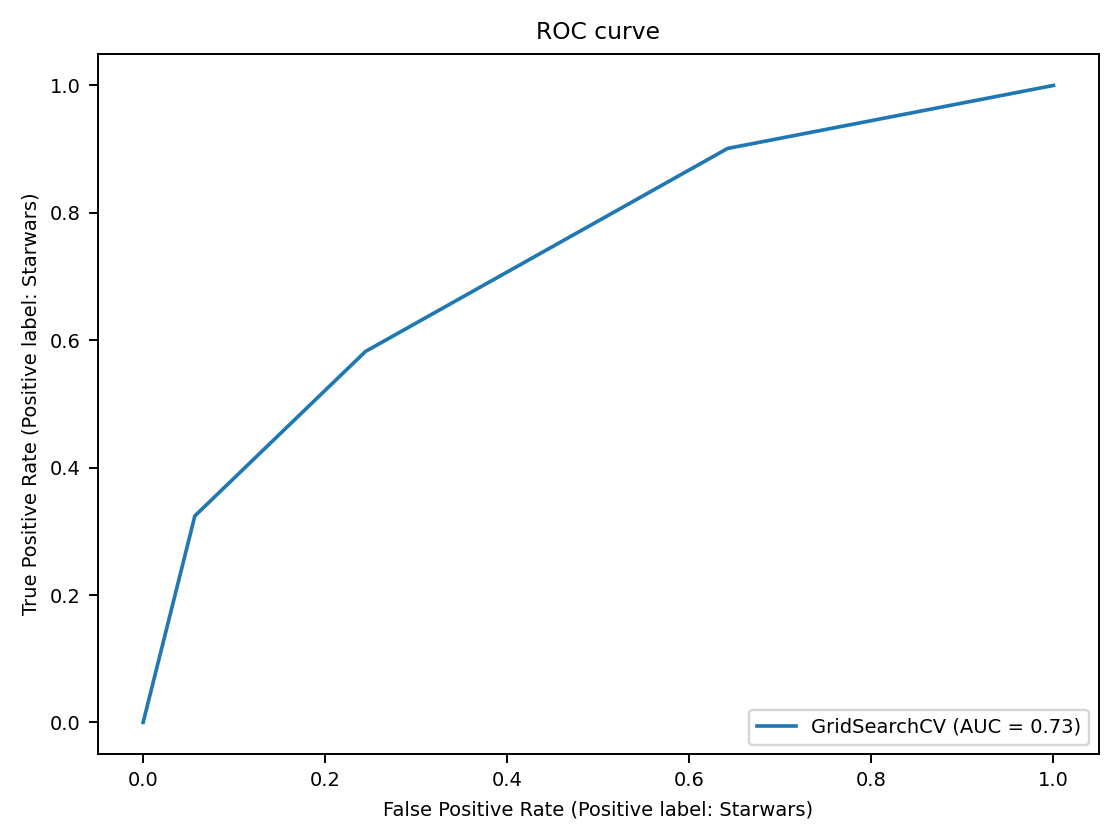 ROC curve
1.0
0.8
0.6
0.4
0.2
0.0
True Positive Rate (Positive label: Starwars)
GridSearchCV (AUC = 0.73)
0.0 0.2 0.4 0.6 0.8 1.0
False Positive Rate (Positive label: Starwars)